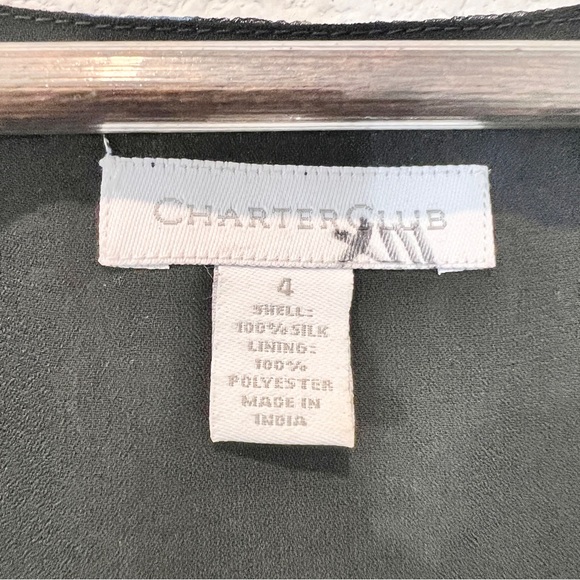 CHARTER CLUB
4
SHELL:
100% SILK
LINING:
100%
POLYESTER
MADE IN
INDIA